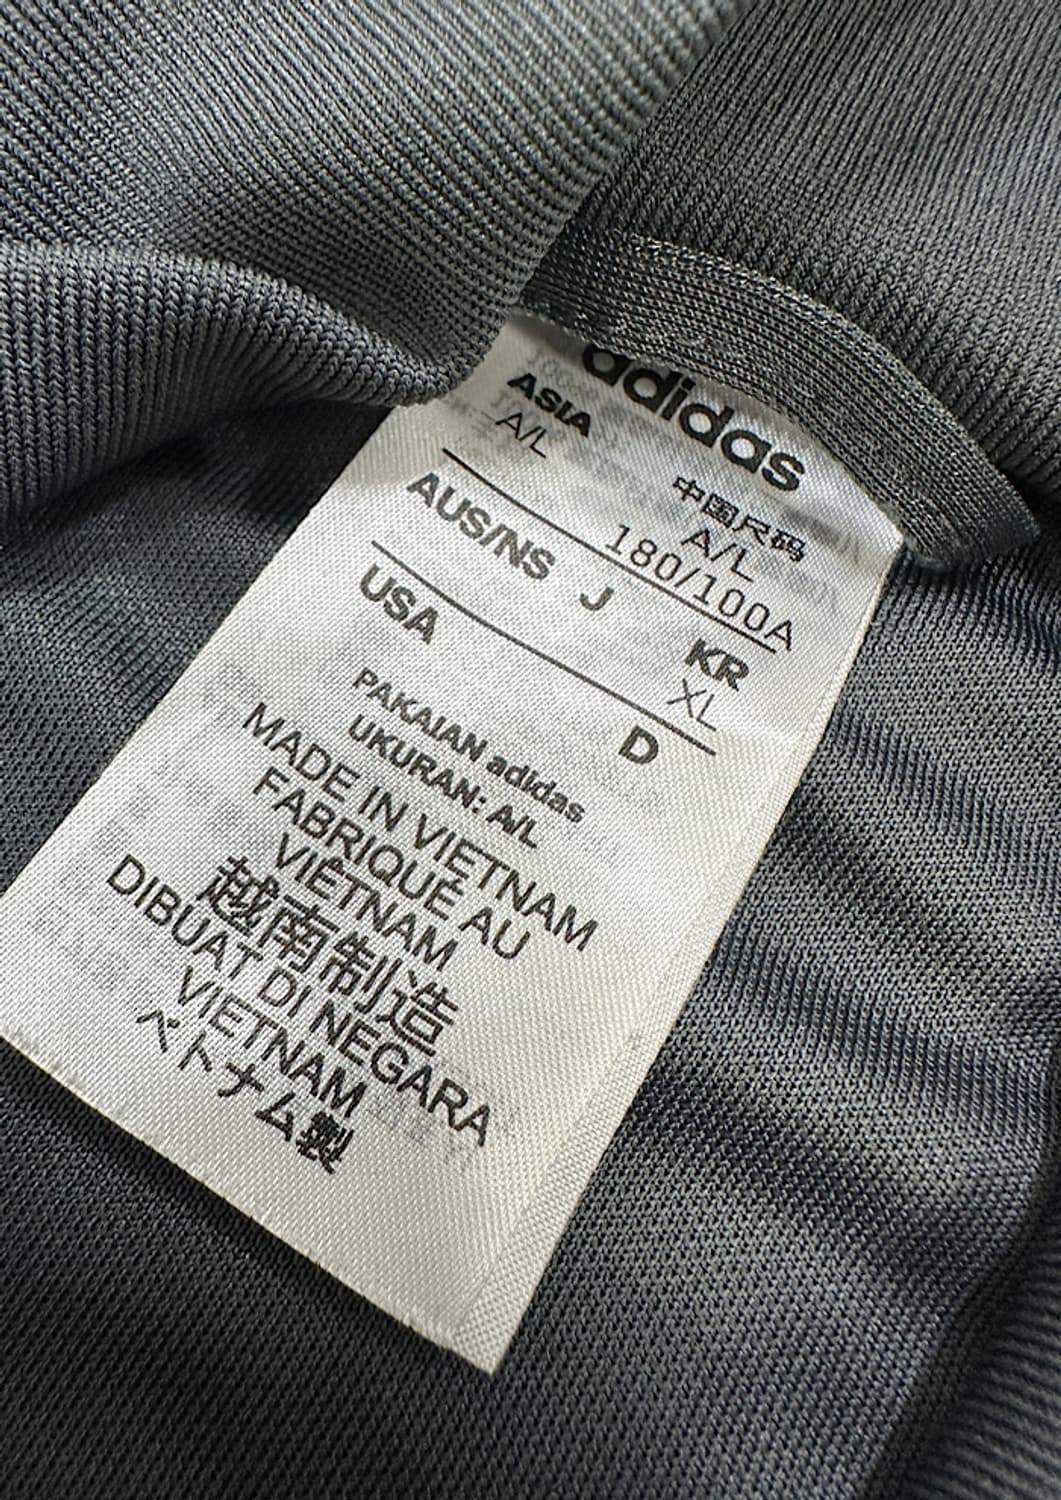 adidas
ASIA
A/L
中国尺码
A/L
180/100A
AUS/NS
J
KR
XL
USA
D
PAKAIAN adidas
UKURAN: A/L
MADE IN VIETNAM
FABRIQUÉ AU
VIÊTNAM
越南制造
DIBUAT DI NEGARA
VIETNAM
ベトナム製